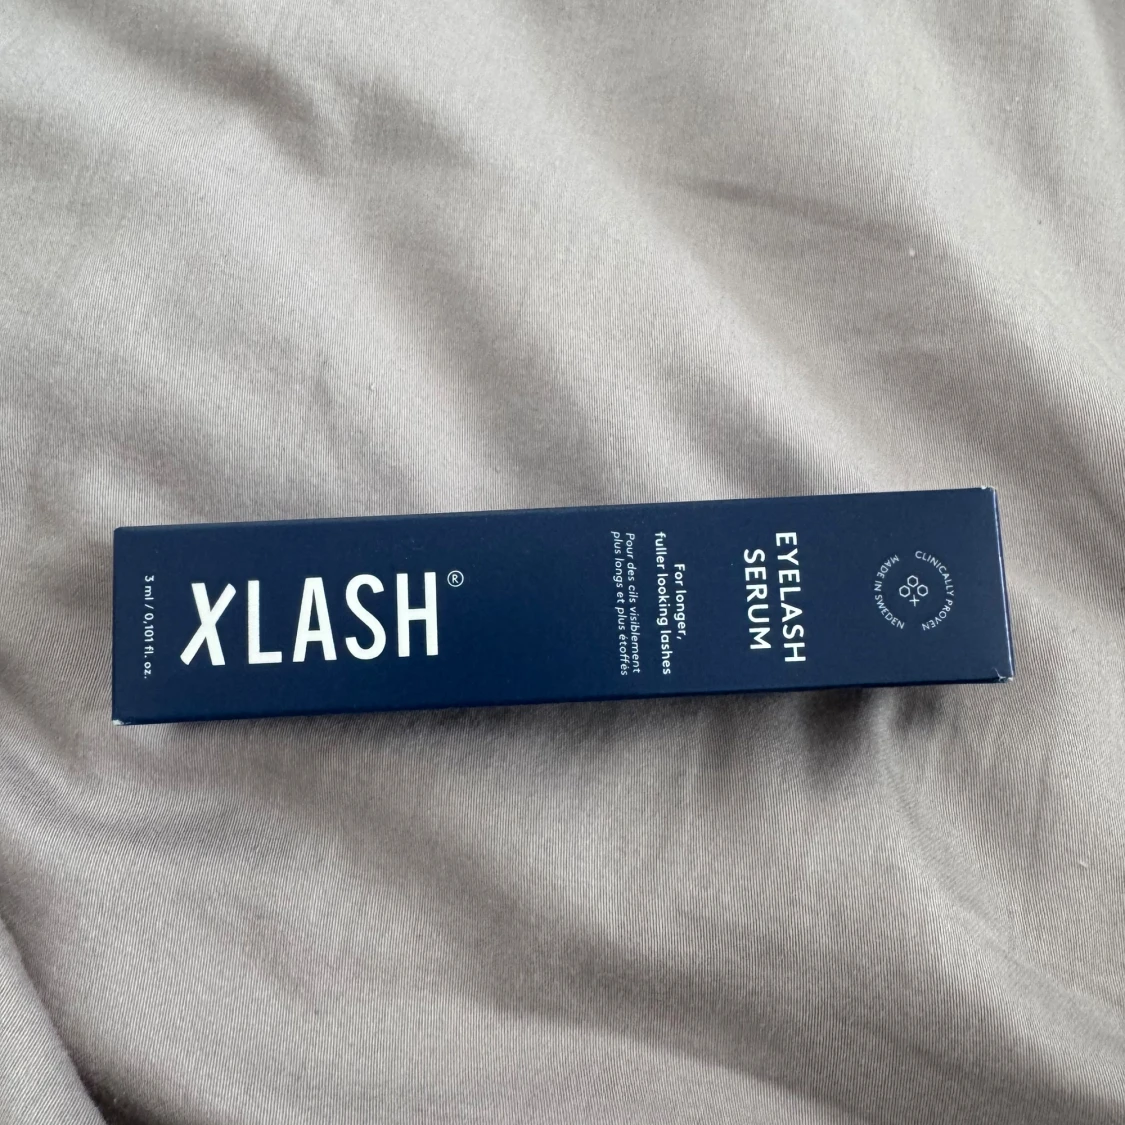 CLINICALLY PROVEN
MADE IN SWEDEN
EYELASH
SERUM
For longer,
fuller looking lashes
Pour des cils visiblement
plus longs et plus étoffés
XLASH®
3 ml / 0,101 fl. oz.